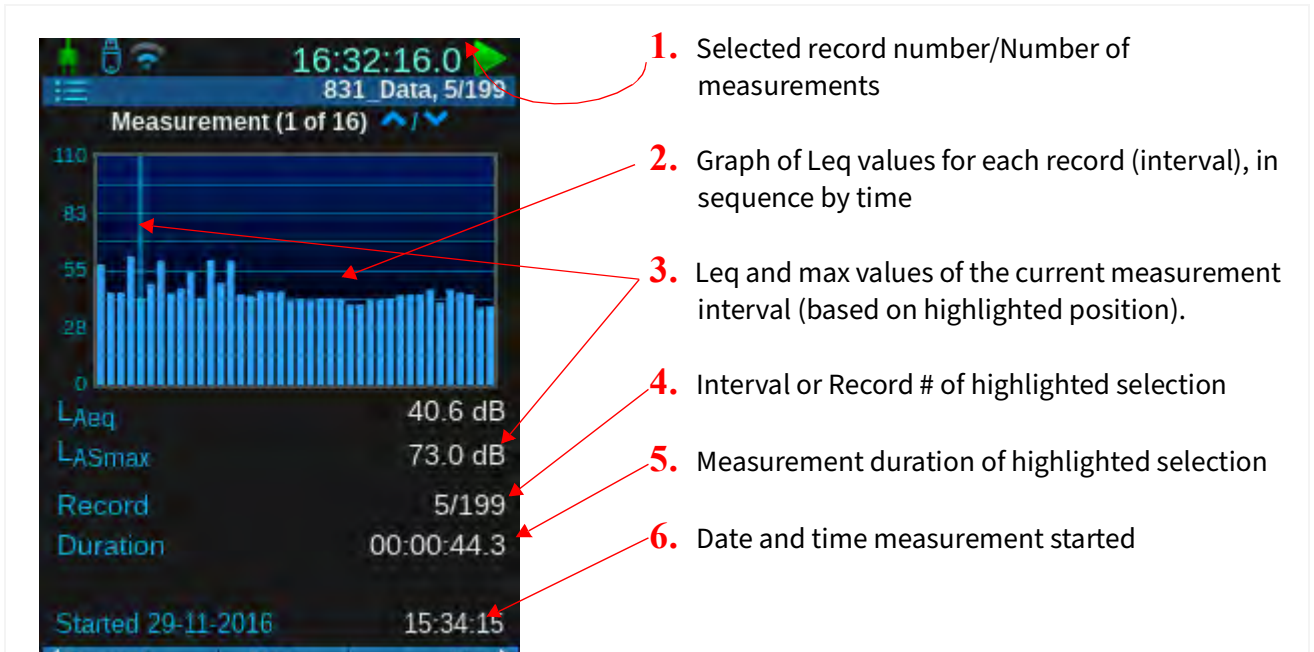 16:32:16.0
831_Data, 5/199
Measurement (1 of 16) /
110
83
55
28
0
LAeq 40.6 dB
LASmax 73.0 dB
Record 5/199
Duration 00:00:44.3
Started 29-11-2016 15:34:15
1. Selected record number/Number of
measurements
2. Graph of Leq values for each record (interval), in
sequence by time
3. Leq and max values of the current measurement
interval (based on highlighted position).
4. Interval or Record # of highlighted selection
5. Measurement duration of highlighted selection
6. Date and time measurement started